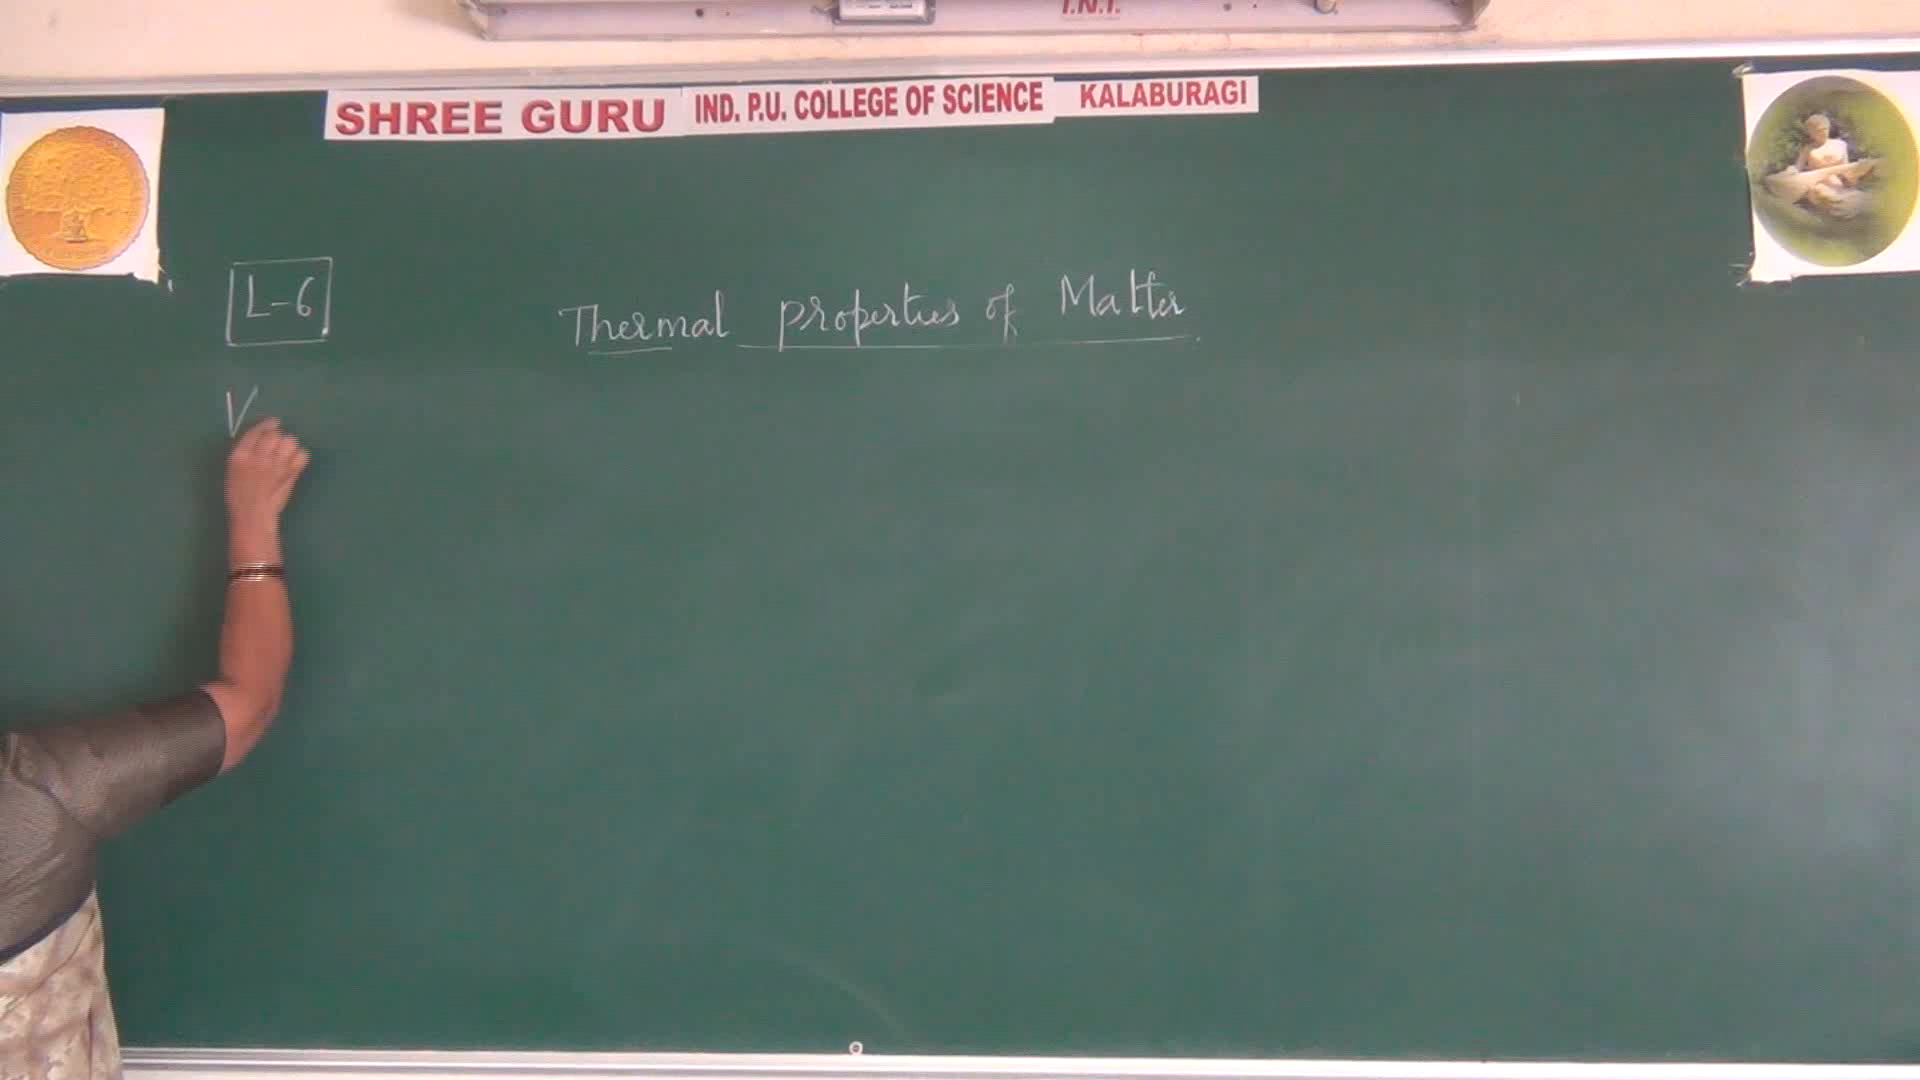 T.N.T.
SHREE GURU IND. P.U. COLLEGE OF SCIENCE KALABURAGI
L-6
Thermal properties of Matter
V